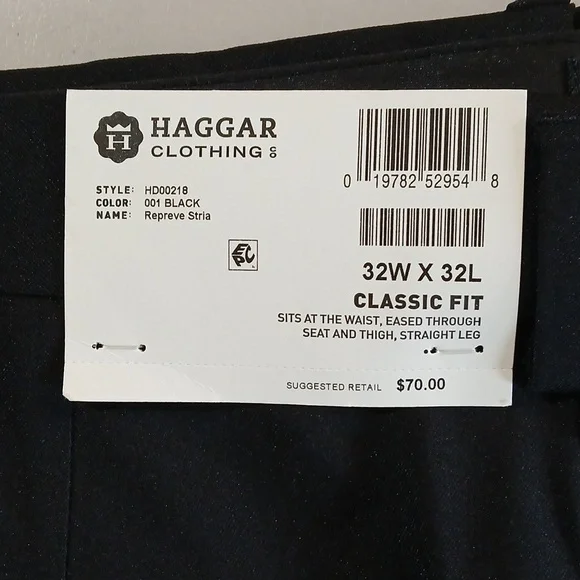 H
HAGGAR
CLOTHING CO
STYLE: HD00218
COLOR: 001 BLACK
NAME: Repreve Stria
0 19782 52954 8
EPC
32W X 32L
CLASSIC FIT
SITS AT THE WAIST, EASED THROUGH
SEAT AND THIGH, STRAIGHT LEG
SUGGESTED RETAIL $70.00